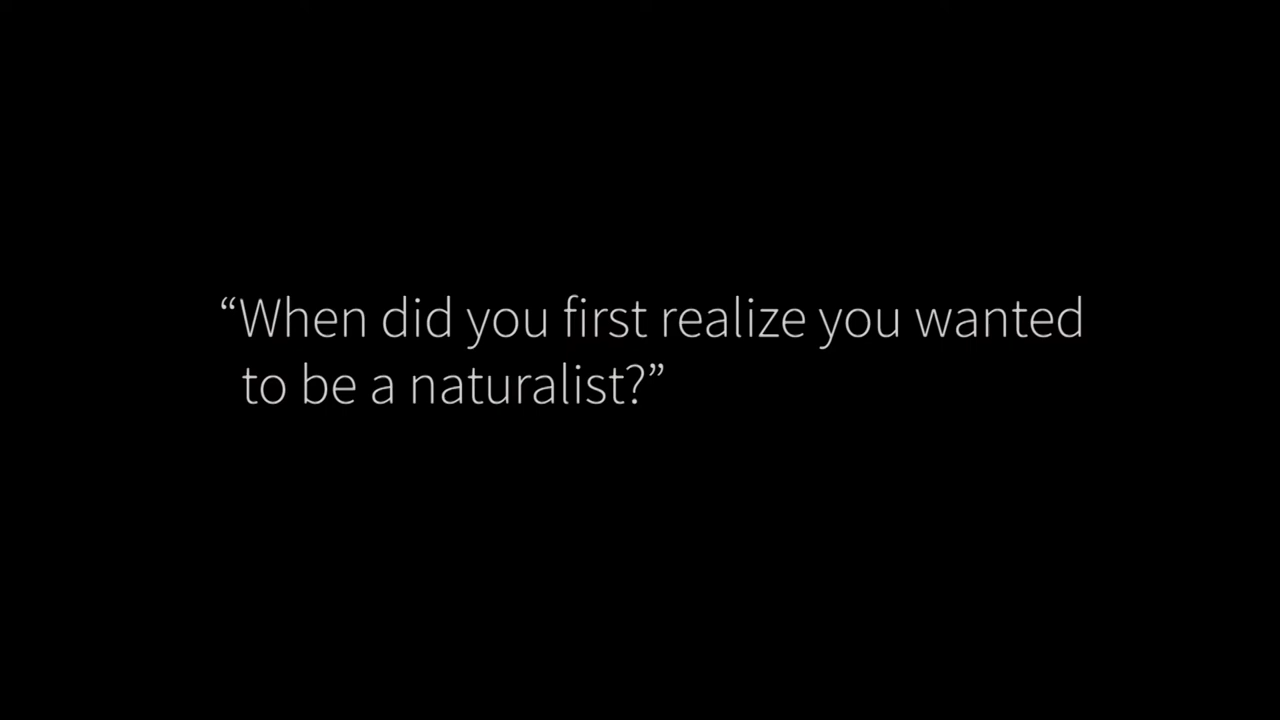 “When did you first realize you wanted
to be a naturalist?”